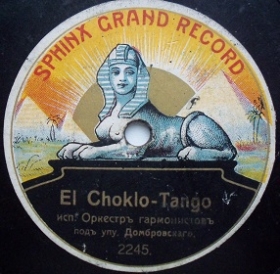 SPHINX GRAND RECORD
El Choklo-Tango
исп. Оркестръ гармонистовъ
подъ упр. Домбровскаго.
2245.